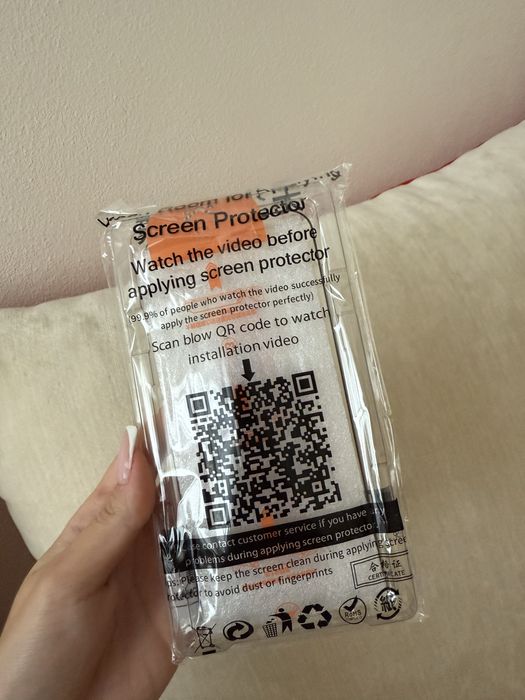 Screen Protector
Watch the video before
applying screen protector
(99.9% of people who watch the video successfully
apply the screen protector perfectly)
Scan blow QR code to watch
installation video
contact customer service if you have any
problems during applying screen protector
Please keep the screen clean during applying
to avoid dust or fingerprints
合格证
CERTIFICATE
RoHS